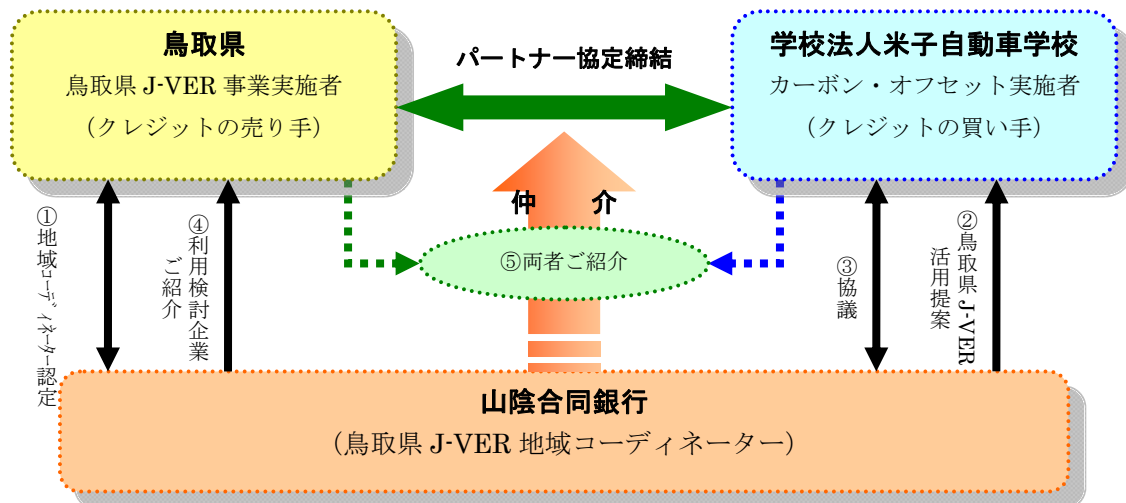 鳥取県
鳥取県 J-VER 事業実施者
(クレジットの売り手)
パートナー協定締結
学校法人米子自動車学校
カーボン・オフセット実施者
(クレジットの買い手)
仲 介
⑤両者ご紹介
①地域コーディネーター認定
④利用検討企業
ご紹介
③協議
②鳥取県 J-VER
活用提案
山陰合同銀行
(鳥取県 J-VER 地域コーディネーター)